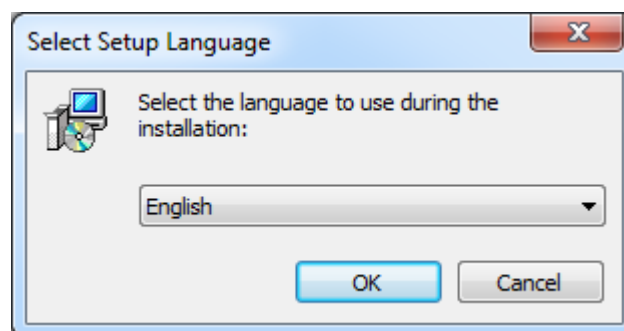 Select Setup Language
Select the language to use during the
installation:
English
OK
Cancel